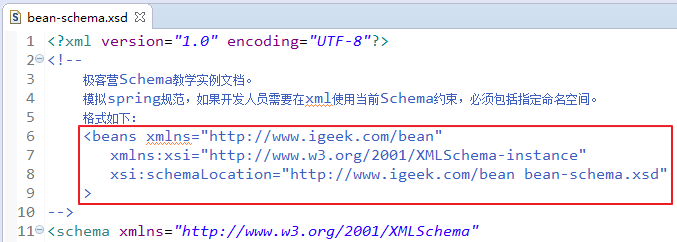 bean-schema.xsd
1 <?xml version="1.0" encoding="UTF-8"?>
2 <!--
3 极客营Schema教学实例文档。
4 模拟spring规范，如果开发人员需要在xml使用当前Schema约束，必须包括指定命名空间。
5 格式如下:
6 <beans xmlns="http://www.igeek.com/bean"
7 xmlns:xsi="http://www.w3.org/2001/XMLSchema-instance"
8 xsi:schemaLocation="http://www.igeek.com/bean bean-schema.xsd"
9 >
10 -->
11 <schema xmlns="http://www.w3.org/2001/XMLSchema"